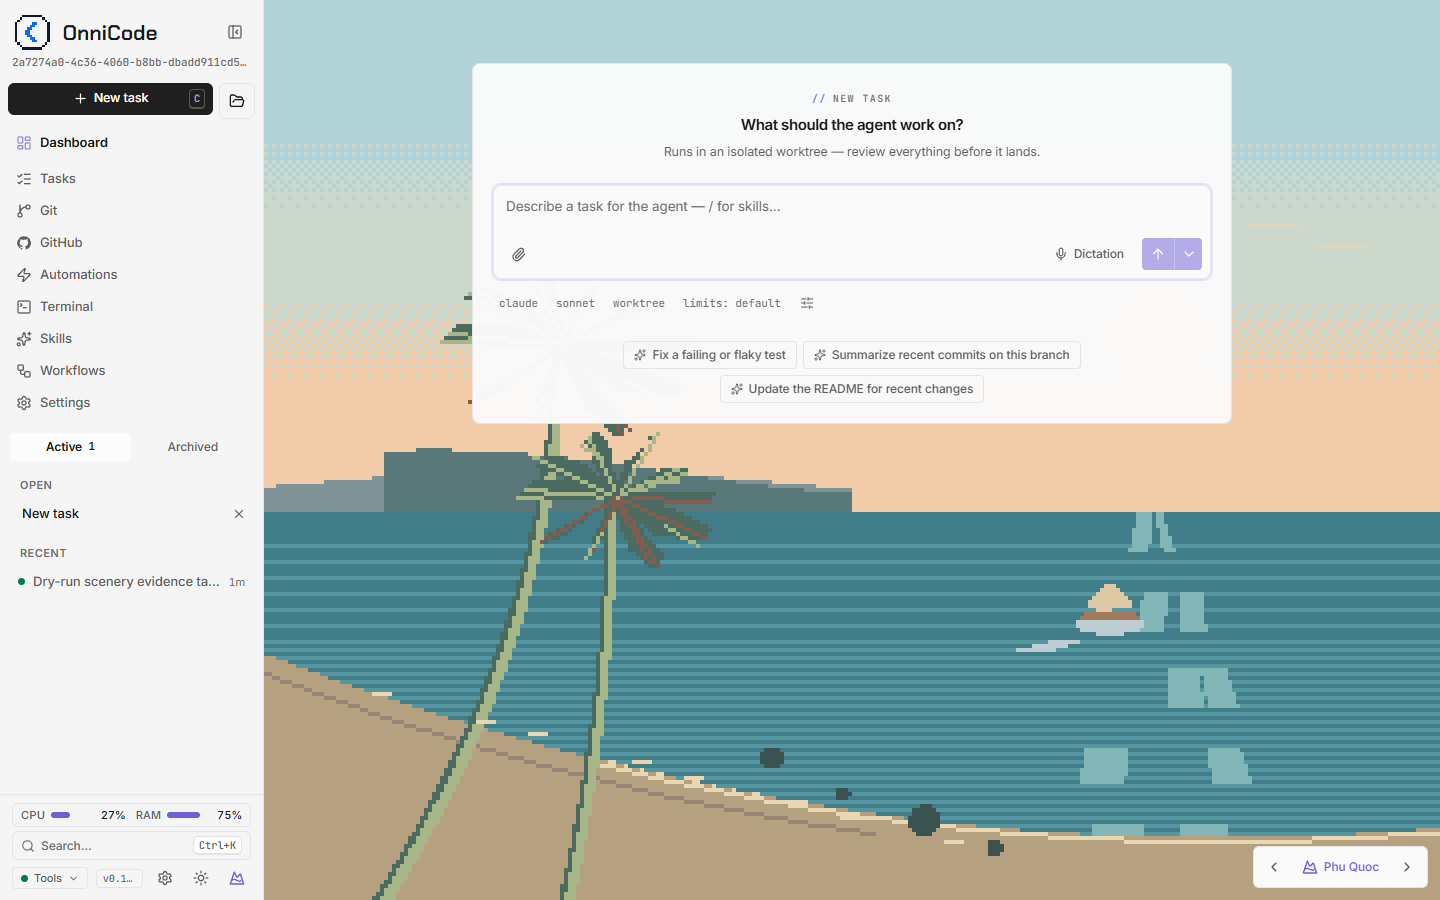 OnniCode
2a7274a0-4c36-4060-b8bb-dbadd911cd5…
New task C
Dashboard
Tasks
Git
GitHub
Automations
Terminal
Skills
Workflows
Settings
Active 1
Archived
OPEN
New task
RECENT
Dry-run scenery evidence ta… 1m
CPU 27% RAM 75%
Search… Ctrl+K
Tools v0.1…
// NEW TASK
What should the agent work on?
Runs in an isolated worktree — review everything before it lands.
Describe a task for the agent — / for skills…
Dictation
claude sonnet worktree limits: default
Fix a failing or flaky test
Summarize recent commits on this branch
Update the README for recent changes
Phu Quoc